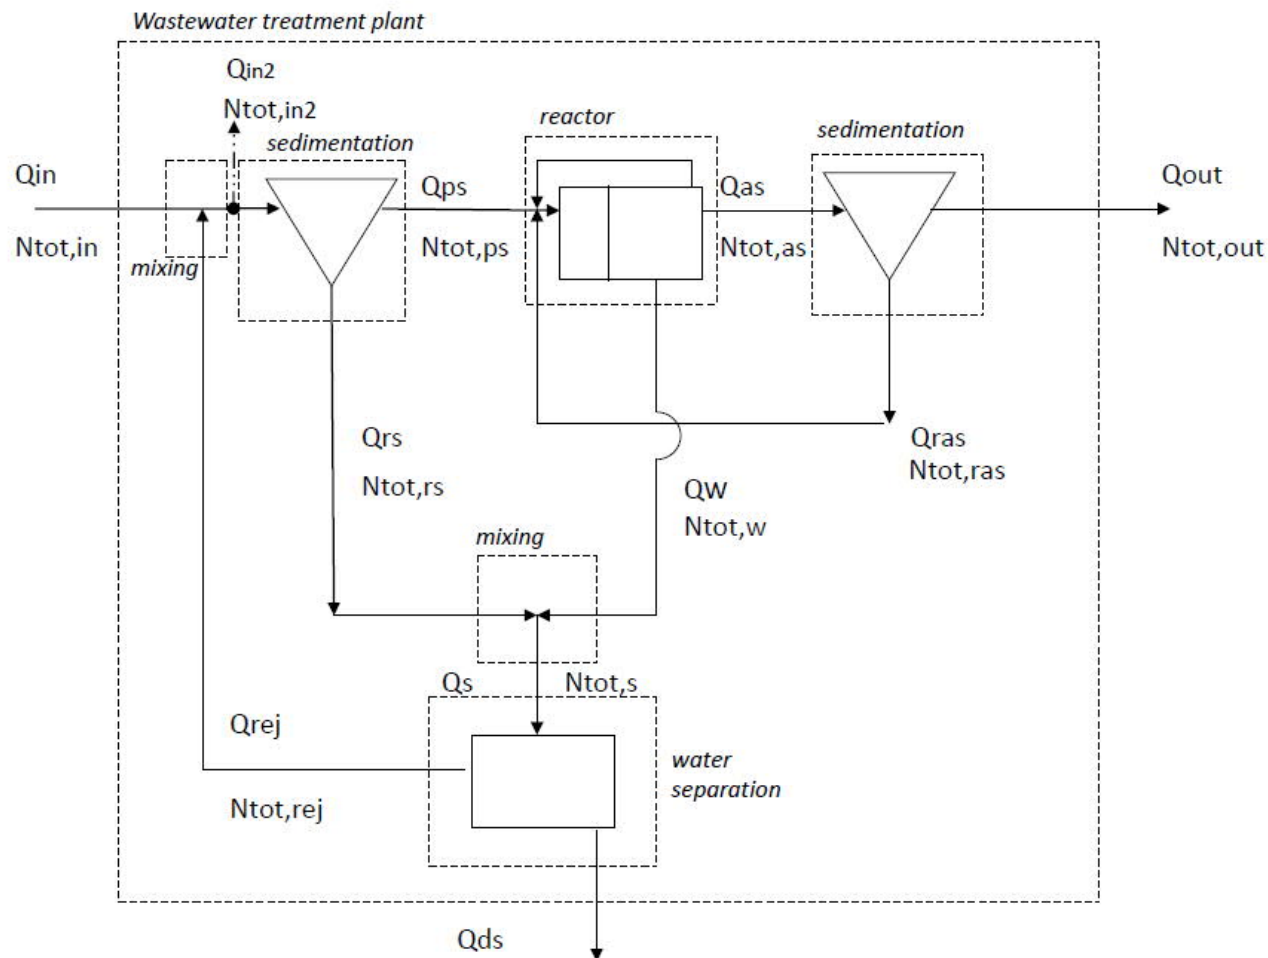 Wastewater treatment plant
Qin2
Ntot,in2
sedimentation
reactor
sedimentation
Qin
Qps
Qas
Qout
Ntot,in
mixing
Ntot,ps
Ntot,as
Ntot,out
Qrs
Ntot,rs
Qras
Ntot,ras
QW
Ntot,w
mixing
Qs
Ntot,s
Qrej
Ntot,rej
water
separation
Qds